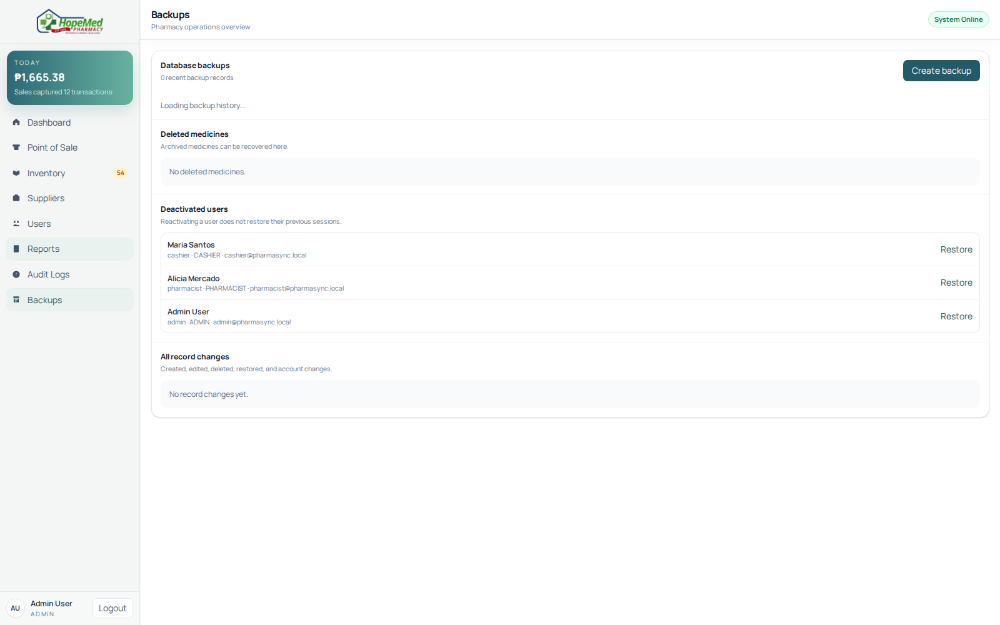 HopeMed
PHARMACY
TODAY
₱1,665.38
Sales captured 12 transactions
Dashboard
Point of Sale
Inventory
54
Suppliers
Users
Reports
Audit Logs
Backups
AU
Admin User
ADMIN
Logout
Backups
Pharmacy operations overview
System Online
Database backups
0 recent backup records
Create backup
Loading backup history...
Deleted medicines
Archived medicines can be recovered here.
No deleted medicines.
Deactivated users
Reactivating a user does not restore their previous sessions.
Maria Santos
cashier · CASHIER · cashier@pharmasync.local
Restore
Alicia Mercado
pharmacist · PHARMACIST · pharmacist@pharmasync.local
Restore
Admin User
admin · ADMIN · admin@pharmasync.local
Restore
All record changes
Created, edited, deleted, restored, and account changes.
No record changes yet.